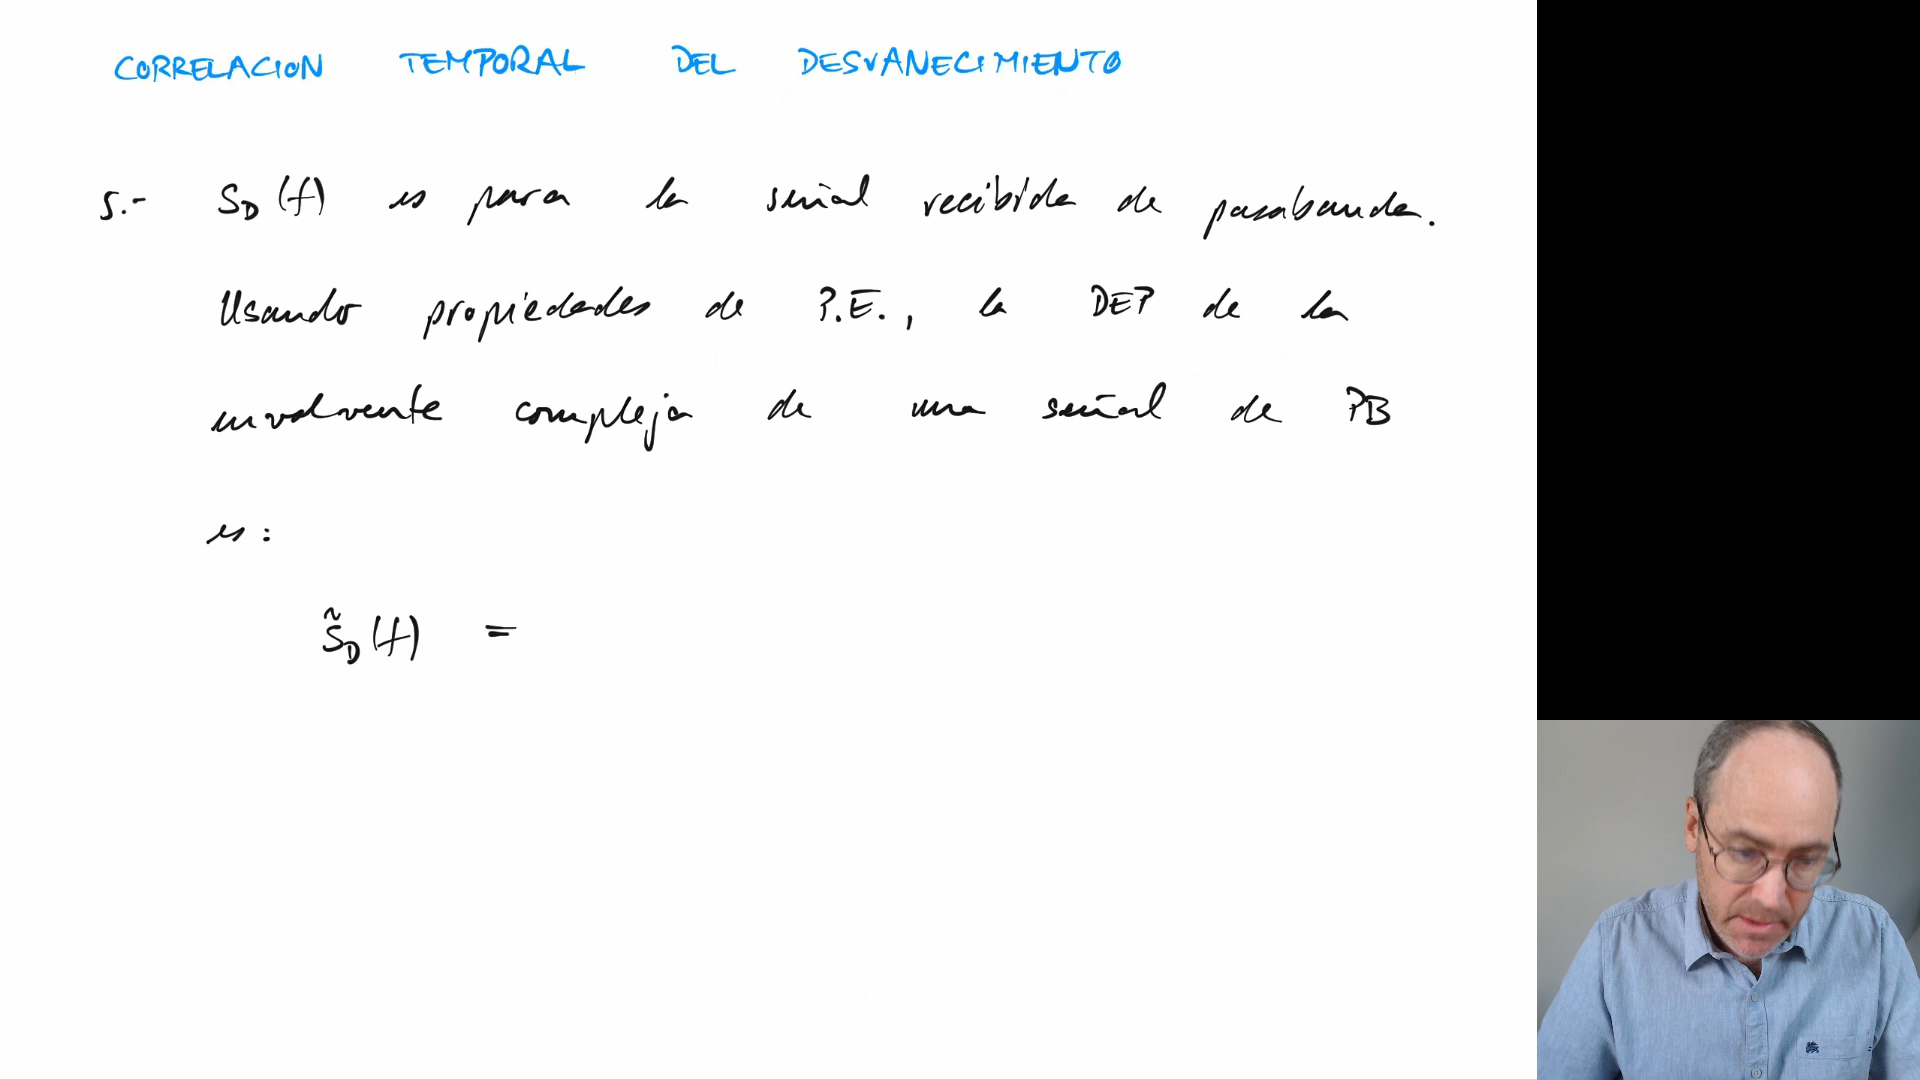 CORRELACION TEMPORAL DEL DESVANECIMIENTO
5.- S_D (f) es para la señal recibida de pasabanda.
Usando propiedades de P.E., la DEP de la
envolvente compleja de una señal de PB
es:
S̃_D (f) =